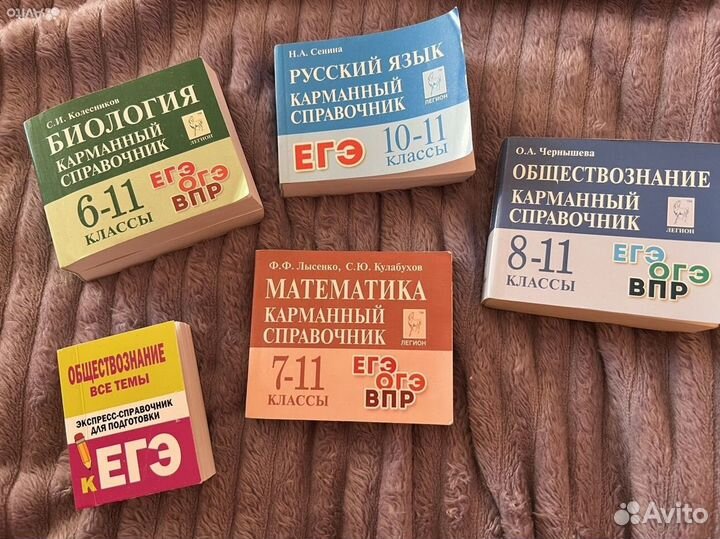 Avito
С.И. Колесников
БИОЛОГИЯ
КАРМАННЫЙ
СПРАВОЧНИК
ЛЕГИОН
6-11
КЛАССЫ
ЕГЭ
ОГЭ
ВПР
Н.А. Сенина
РУССКИЙ ЯЗЫК
КАРМАННЫЙ
СПРАВОЧНИК
ЛЕГИОН
ЕГЭ
10-11
КЛАССЫ
О.А. Чернышева
ОБЩЕСТВОЗНАНИЕ
КАРМАННЫЙ
СПРАВОЧНИК
ЛЕГИОН
8-11
КЛАССЫ
ЕГЭ
ОГЭ
ВПР
Ф.Ф. Лысенко, С.Ю. Кулабухов
МАТЕМАТИКА
КАРМАННЫЙ
СПРАВОЧНИК
ЛЕГИОН
7-11
КЛАССЫ
ЕГЭ
ОГЭ
ВПР
ОБЩЕСТВОЗНАНИЕ
ВСЕ ТЕМЫ
ЭКСПРЕСС-СПРАВОЧНИК
ДЛЯ ПОДГОТОВКИ
к ЕГЭ
Avito